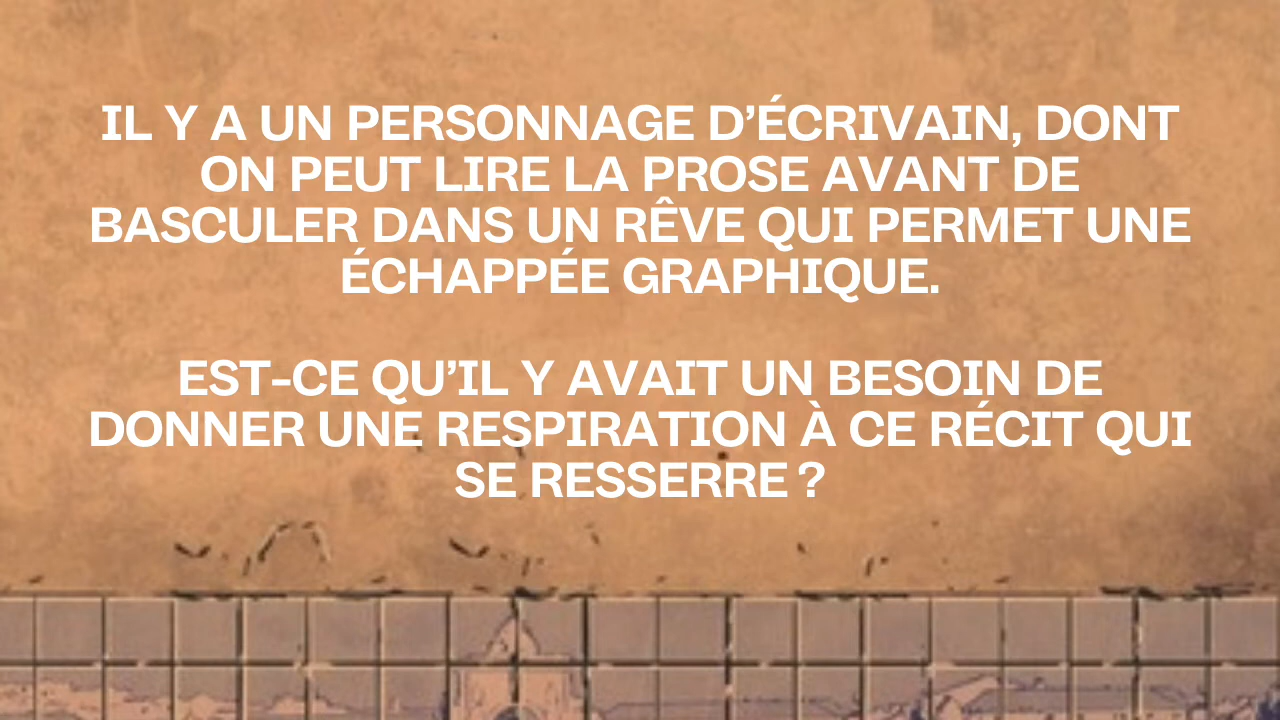 IL Y A UN PERSONNAGE D’ÉCRIVAIN, DONT
ON PEUT LIRE LA PROSE AVANT DE
BASCULER DANS UN RÊVE QUI PERMET UNE
ÉCHAPPÉE GRAPHIQUE.
EST-CE QU’IL Y AVAIT UN BESOIN DE
DONNER UNE RESPIRATION À CE RÉCIT QUI
SE RESSERRE ?